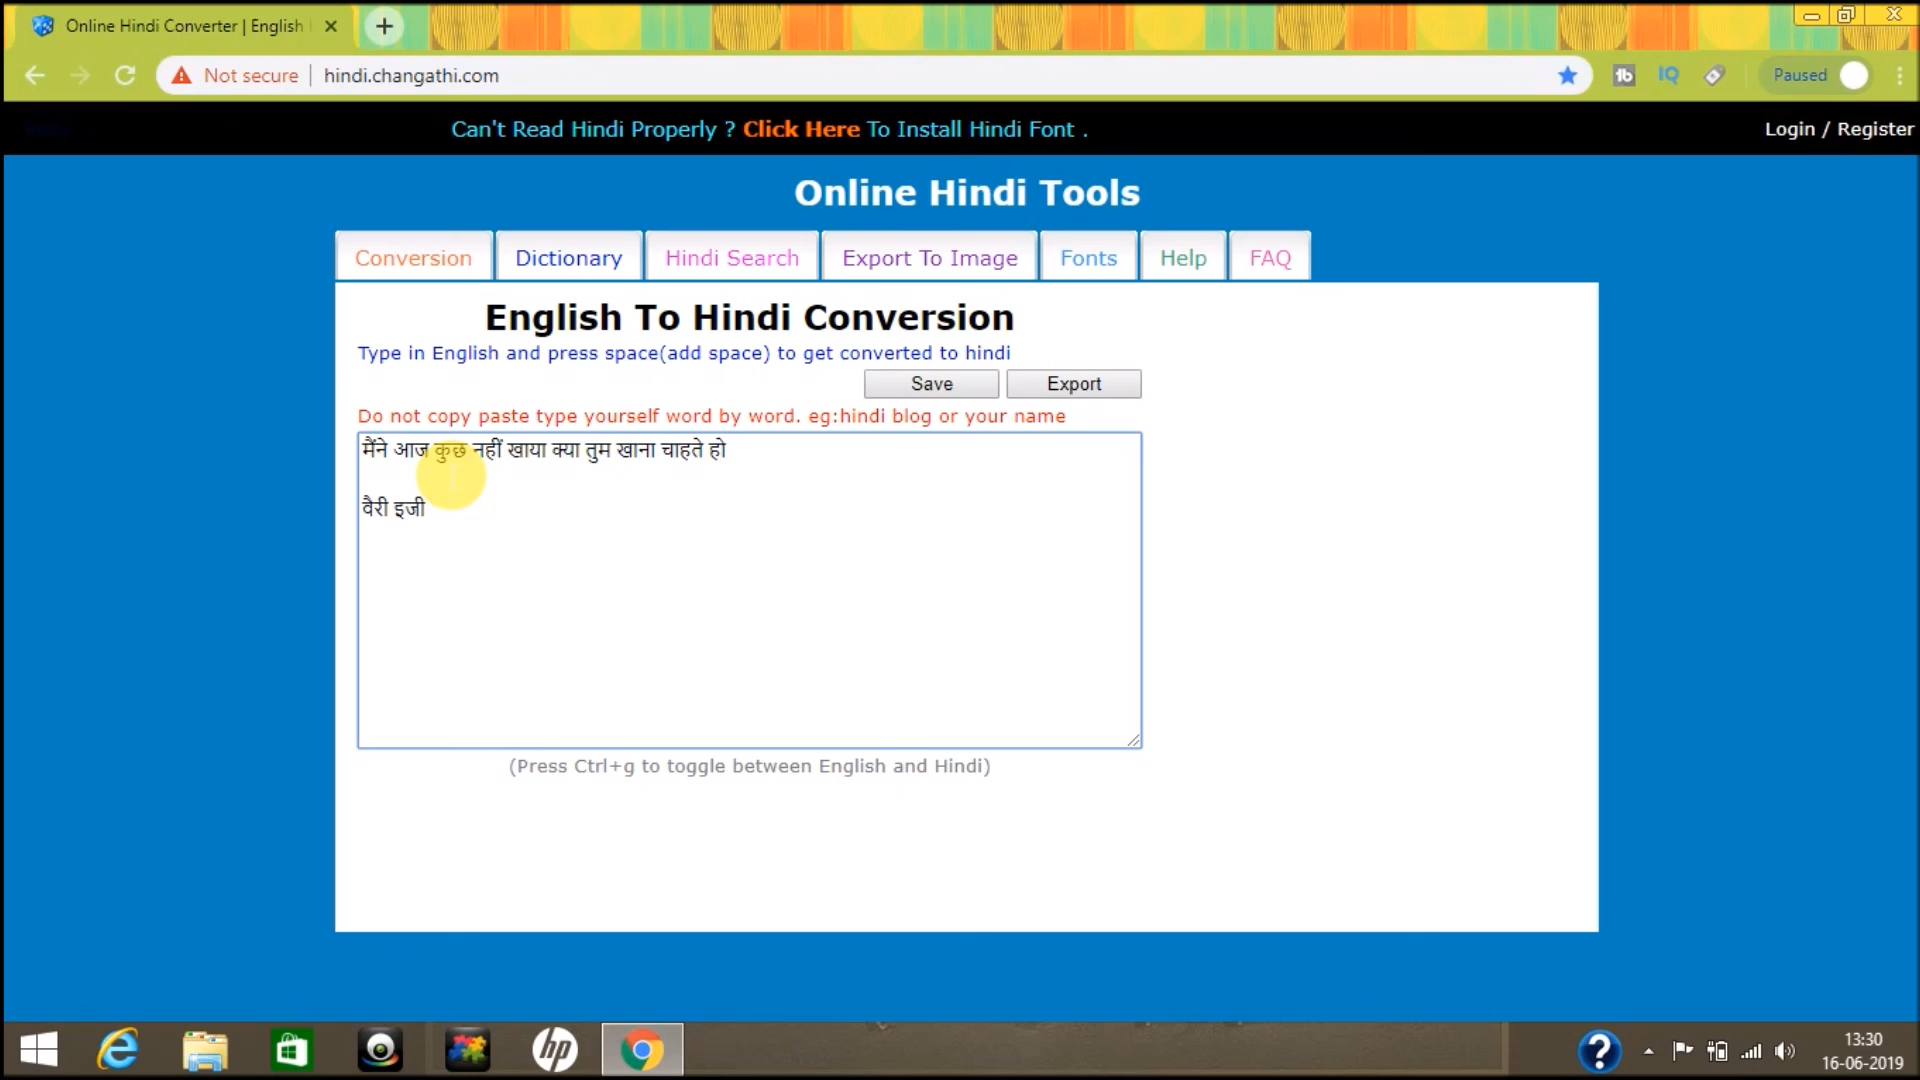 Online Hindi Converter | English
Not secure
hindi.changathi.com
Paused
Can't Read Hindi Properly ? Click Here To Install Hindi Font .
Login / Register
Online Hindi Tools
Conversion
Dictionary
Hindi Search
Export To Image
Fonts
Help
FAQ
English To Hindi Conversion
Type in English and press space(add space) to get converted to hindi
Save
Export
Do not copy paste type yourself word by word. eg:hindi blog or your name
मैंने आज कुछ नहीं खाया क्या तुम खाना चाहते हो
वैरी इजी
(Press Ctrl+g to toggle between English and Hindi)
hp
13:30
16-06-2019